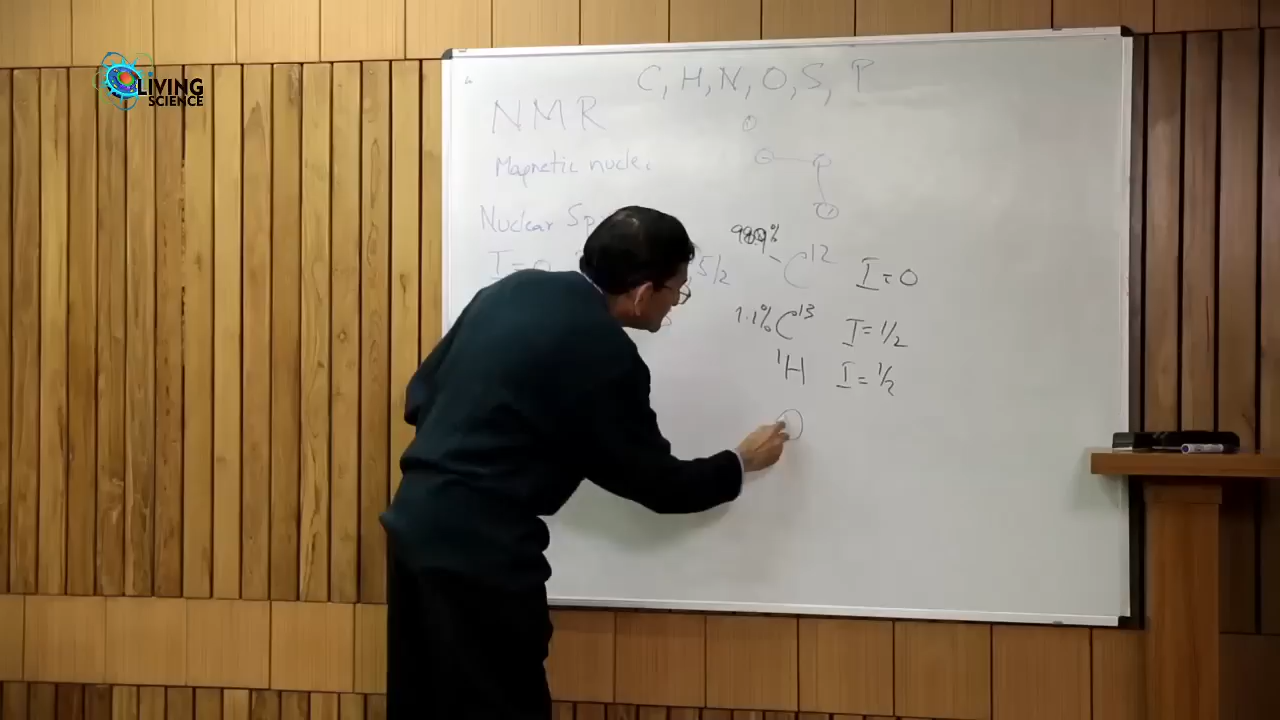 LIVING
SCIENCE
C, H, N, O, S, P
NMR
Magnetic nuclei
Nuclear Sp
I = 0
5/2
C¹² I = 0
1.1% C¹³ I = 1/2
¹H I = 1/2